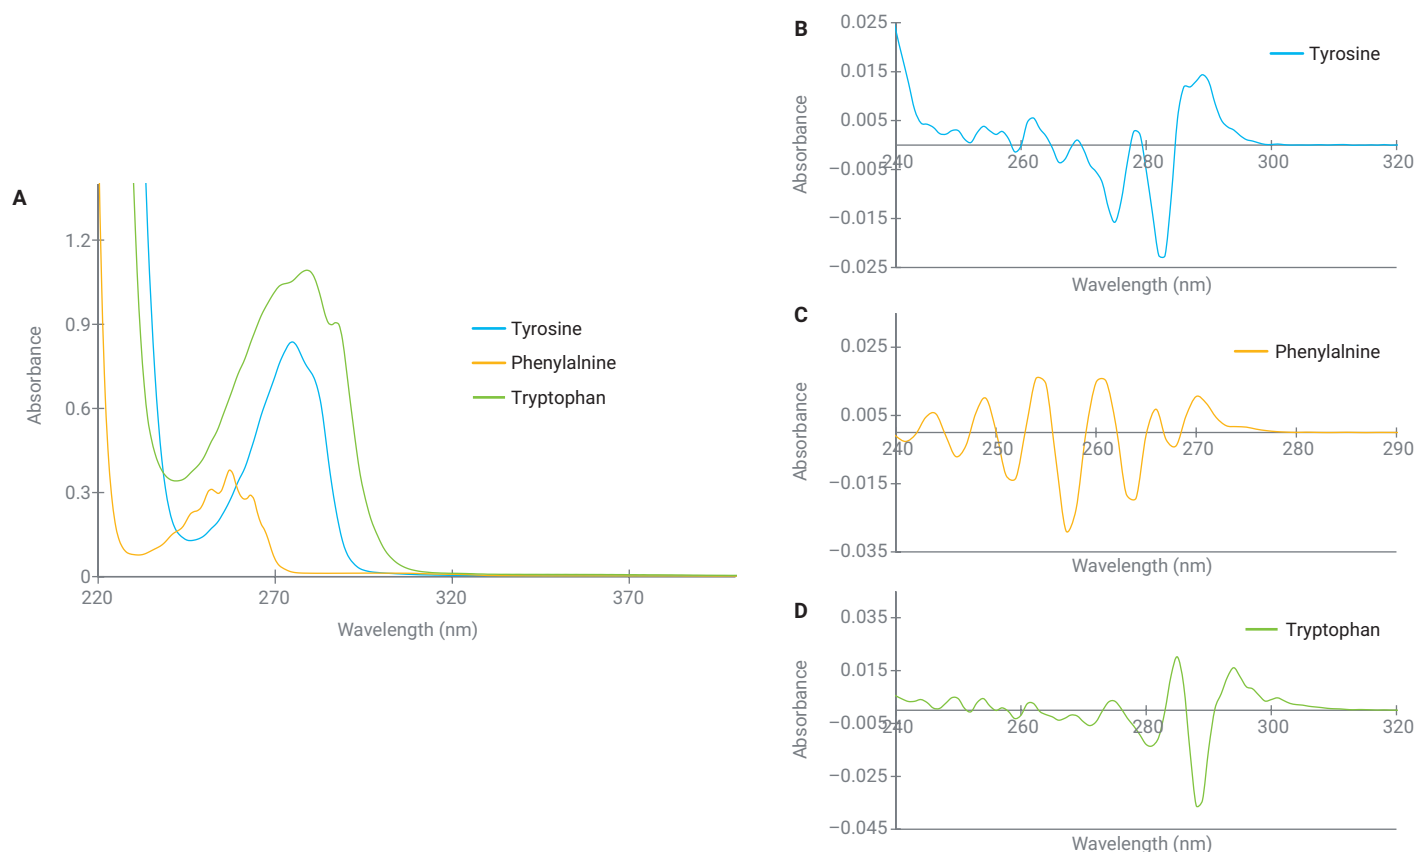 A
Absorbance
1.2
0.9
0.6
0.3
0
220
270
320
370
Wavelength (nm)
Tyrosine
Phenylalnine
Tryptophan
B
Absorbance
0.025
0.015
0.005
−0.005
−0.015
−0.025
240
260
280
300
320
Tyrosine
Wavelength (nm)
C
Absorbance
0.025
0.005
−0.015
−0.035
240
250
260
270
280
290
Phenylalnine
Wavelength (nm)
D
Absorbance
0.035
0.015
−0.005
−0.025
−0.045
240
260
280
300
320
Tryptophan
Wavelength (nm)